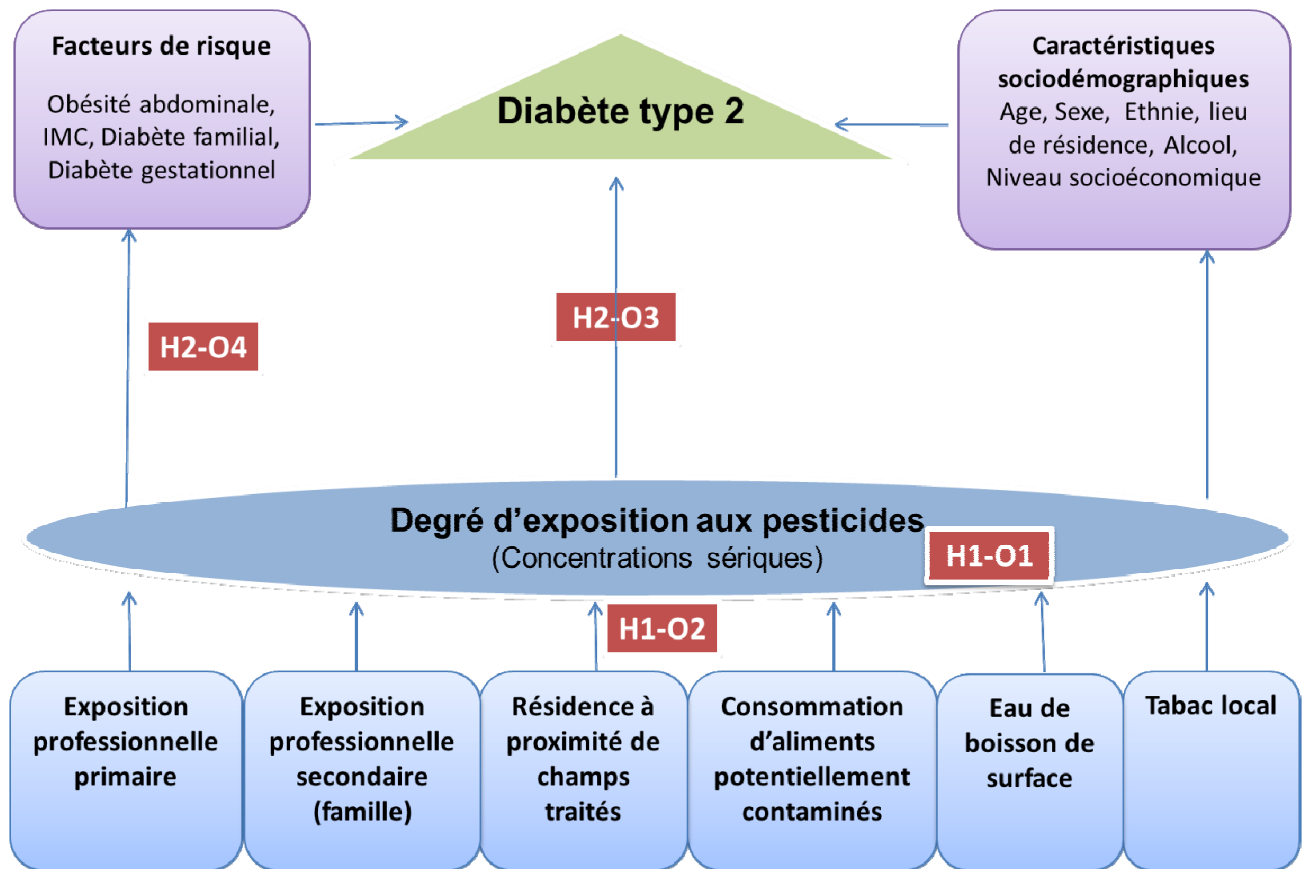 Facteurs de risque
Obésité abdominale,
IMC, Diabète familial,
Diabète gestationnel
Diabète type 2
Caractéristiques
sociodémographiques
Age, Sexe, Ethnie, lieu
de résidence, Alcool,
Niveau socioéconomique
H2-O4
H2-O3
Degré d’exposition aux pesticides
(Concentrations sériques)
H1-O1
H1-O2
Exposition
professionnelle
primaire
Exposition
professionnelle
secondaire
(famille)
Résidence à
proximité de
champs
traités
Consommation
d’aliments
potentiellement
contaminés
Eau de
boisson de
surface
Tabac local